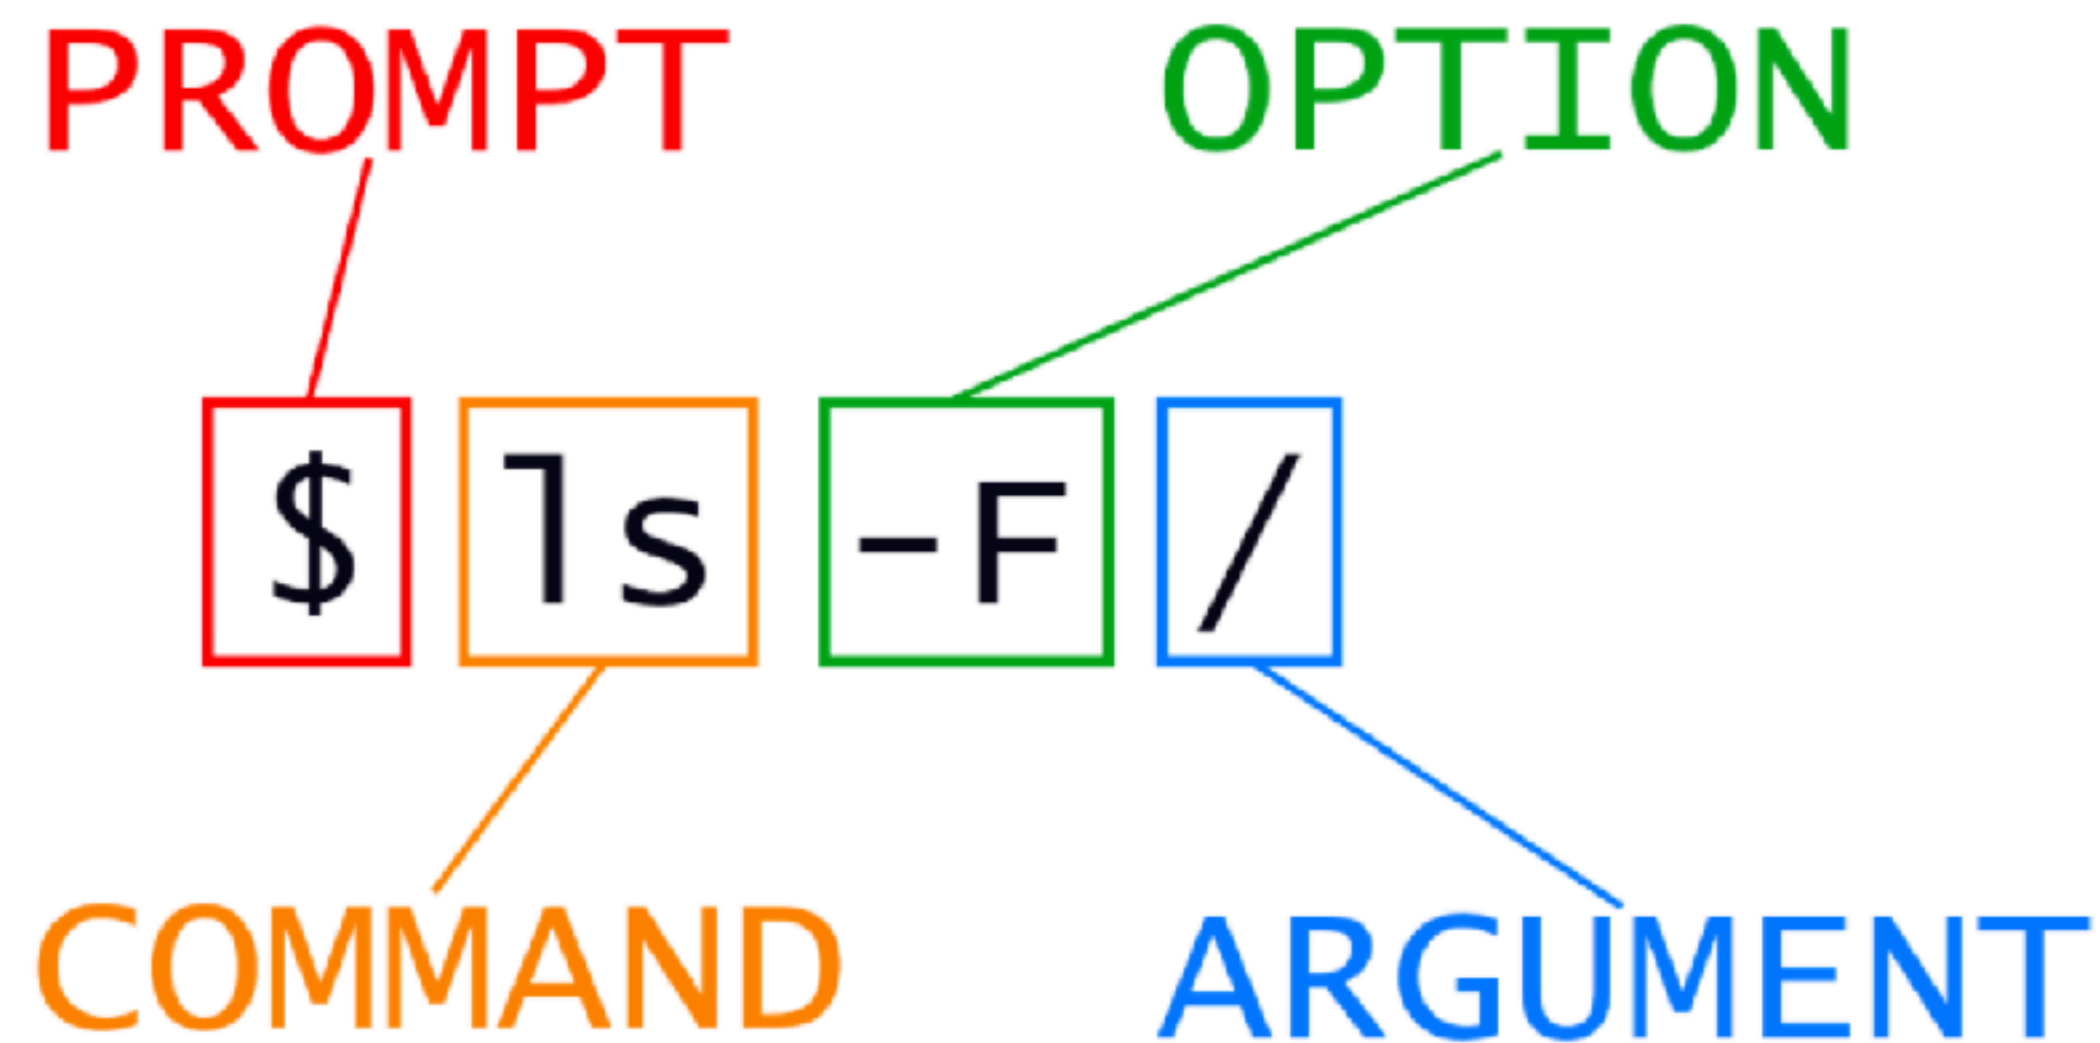 PROMPT OPTION
$ ls -F /
COMMAND ARGUMENT